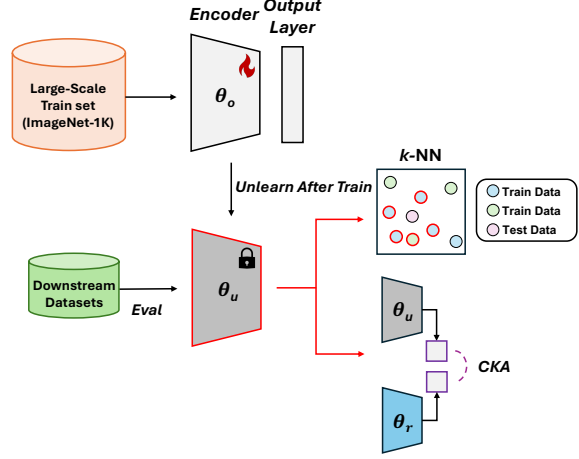 Encoder
Output
Layer
Large-Scale
Train set
(ImageNet-1K)
θo
Unlearn After Train
k-NN
Train Data
Train Data
Test Data
Downstream
Datasets
Eval
θu
θu
CKA
θr